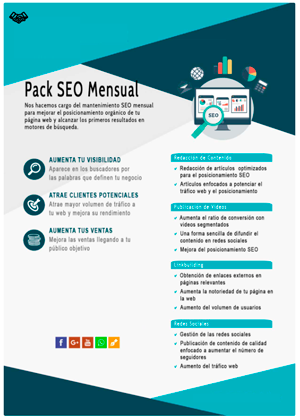 Pack SEO Mensual
Nos hacemos cargo del mantenimiento SEO mensual
para mejorar el posicionamiento orgánico de tu
página web y alcanzar los primeros resultados en
motores de búsqueda.
SEO
AUMENTA TU VISIBILIDAD
Aparece en los buscadores por
las palabras que definen tu negocio
ATRAE CLIENTES POTENCIALES
Atrae mayor volumen de tráfico a
tu web y mejora su rendimiento
AUMENTA TUS VENTAS
Mejora las ventas llegando a tu
público objetivo
Redacción de Contenido
Redacción de artículos optimizados
para el posicionamiento SEO
Artículos enfocados a potenciar el
tráfico web y el posicionamiento
Publicación de Vídeos
Aumenta el ratio de conversión con
vídeos segmentados
Una forma sencilla de difundir el
contenido en redes sociales
Mejora del posicionamiento SEO
Linkbuilding
Obtención de enlaces externos en
páginas relevantes
Aumenta la notoriedad de tu página en
la web
Aumento del volumen de usuarios
Redes Sociales
Gestión de las redes sociales
Publicación de contenido de calidad
enfocado a aumentar el número de
seguidores
Aumento del tráfico web